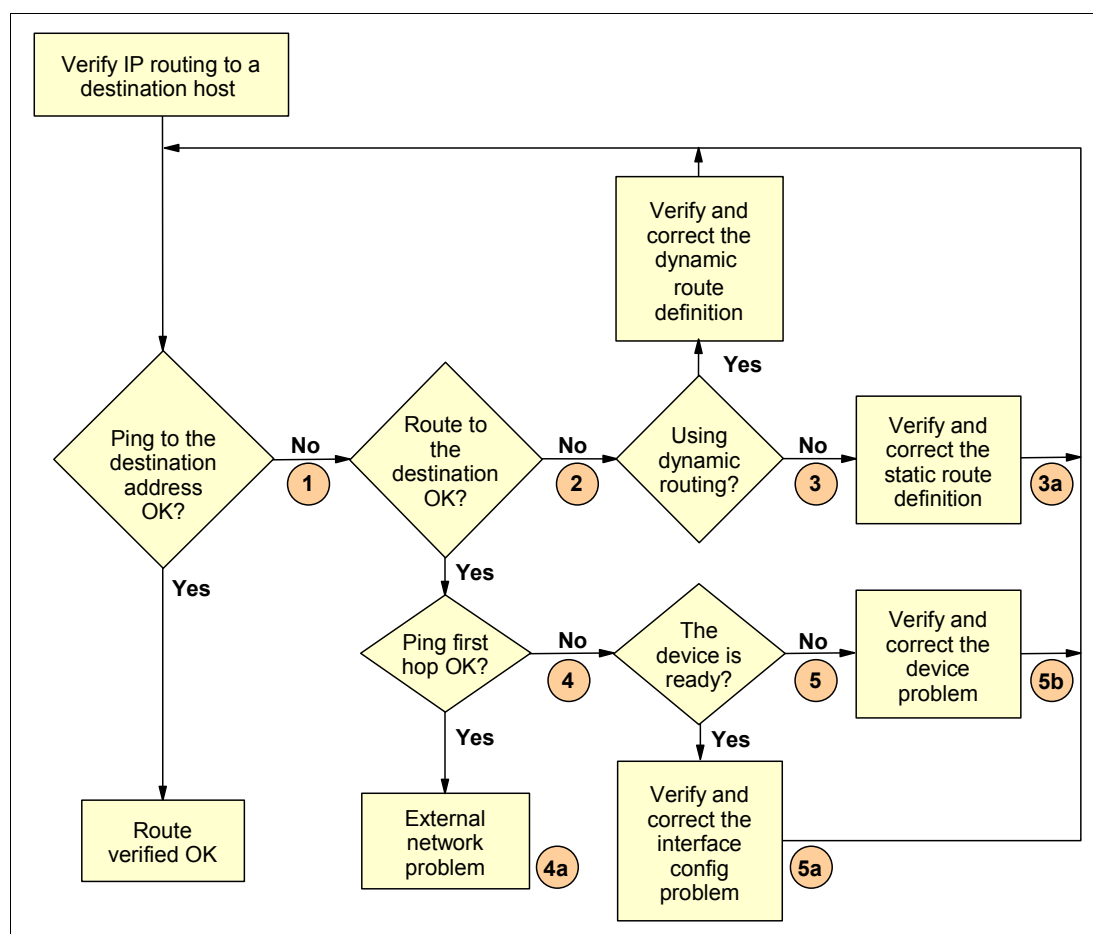 Verify IP routing to a
destination host
Verify and
correct the
dynamic
route
definition
Yes
Ping to the
destination
address
OK?
No
1
Route to
the
destination
OK?
No
2
Using
dynamic
routing?
No
3
Verify and
correct the
static route
definition
3a
Yes
Yes
Ping first
hop OK?
No
4
The
device is
ready?
No
5
Verify and
correct the
device
problem
5b
Yes
Yes
Route
verified OK
External
network
problem
4a
Verify and
correct the
interface
config
problem
5a